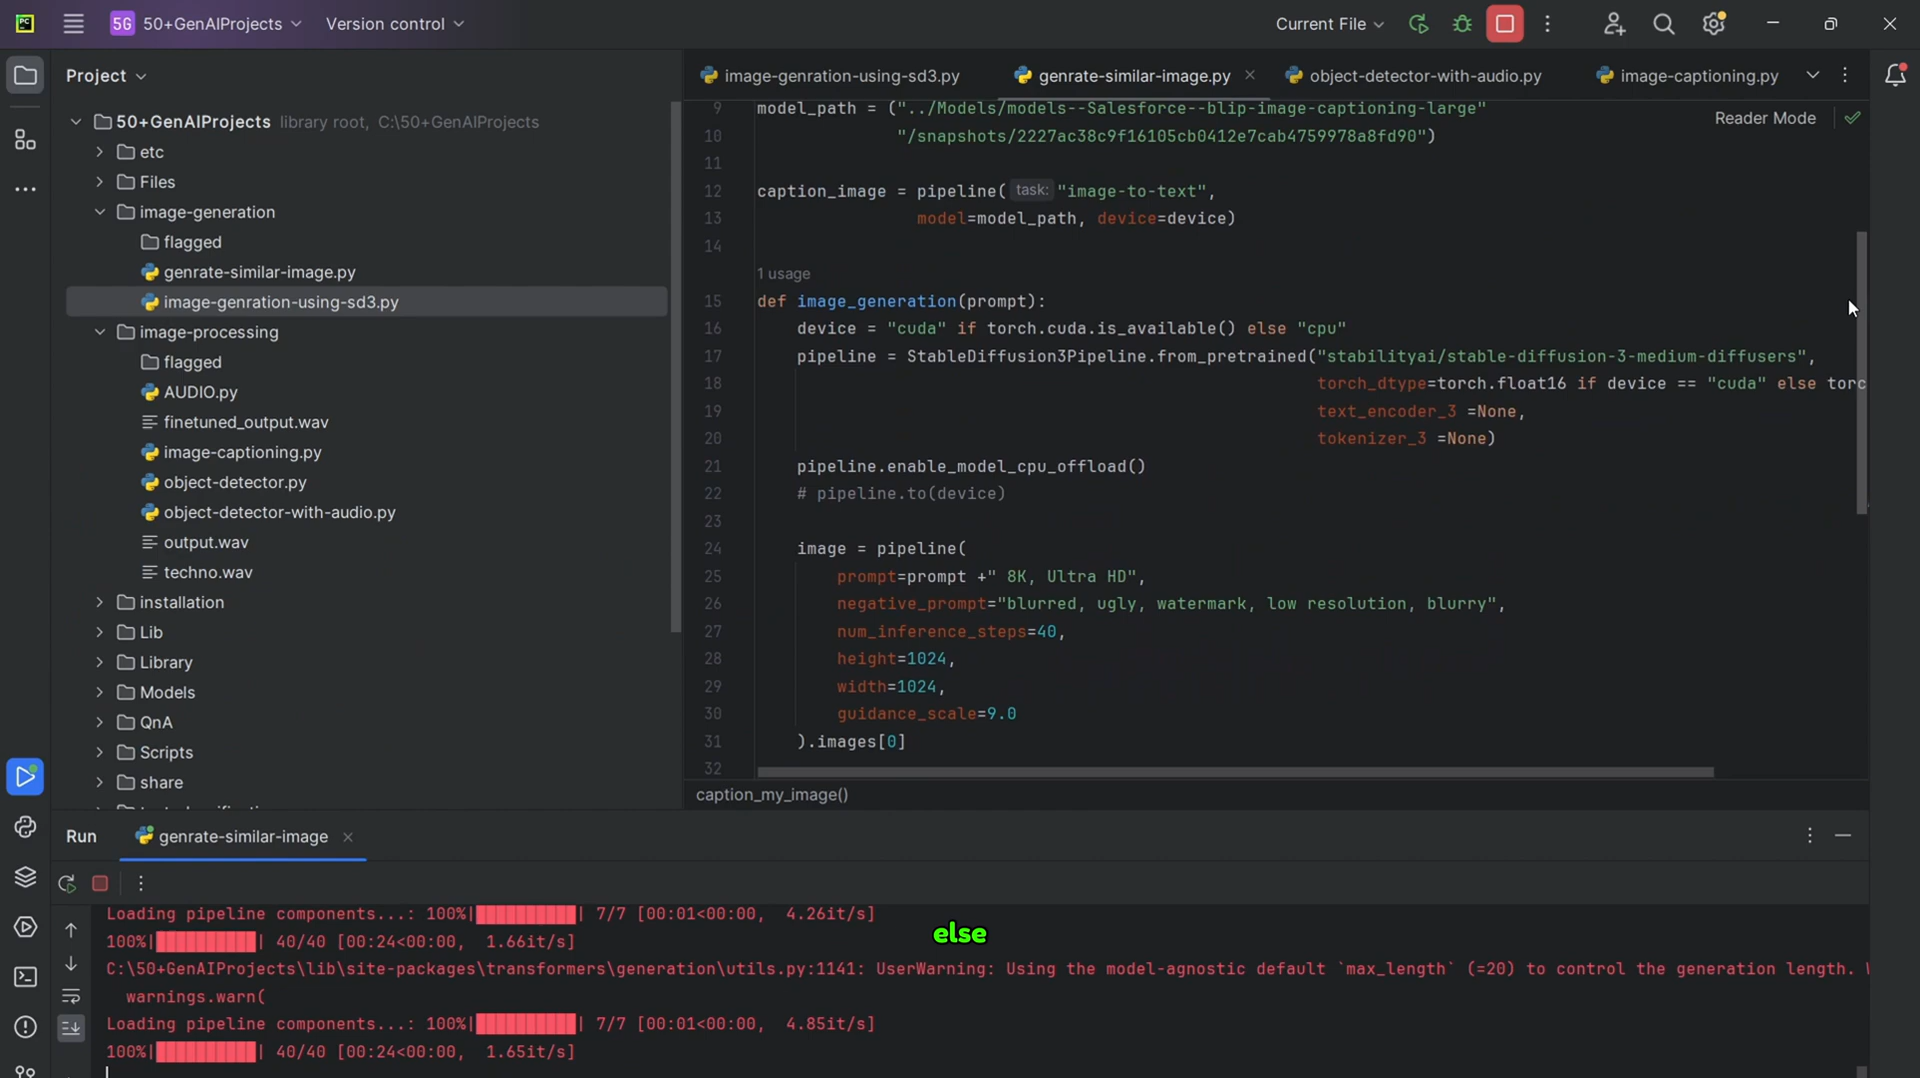 PC
5G 50+GenAIProjects
Version control
Current File
Project
image-genration-using-sd3.py
genrate-similar-image.py
object-detector-with-audio.py
image-captioning.py
50+GenAIProjects library root, C:\50+GenAIProjects
etc
Files
image-generation
flagged
genrate-similar-image.py
image-genration-using-sd3.py
image-processing
flagged
AUDIO.py
finetuned_output.wav
image-captioning.py
object-detector.py
object-detector-with-audio.py
output.wav
techno.wav
installation
Lib
Library
Models
QnA
Scripts
share
Reader Mode
9 model_path = ("../Models/models--Salesforce--blip-image-captioning-large"
10 "/snapshots/2227ac38c9f16105cb0412e7cab4759978a8fd90")
11
12 caption_image = pipeline( task: "image-to-text",
13 model=model_path, device=device)
14
1 usage
15 def image_generation(prompt):
16 device = "cuda" if torch.cuda.is_available() else "cpu"
17 pipeline = StableDiffusion3Pipeline.from_pretrained("stabilityai/stable-diffusion-3-medium-diffusers",
18 torch_dtype=torch.float16 if device == "cuda" else torc
19 text_encoder_3 =None,
20 tokenizer_3 =None)
21 pipeline.enable_model_cpu_offload()
22 # pipeline.to(device)
23
24 image = pipeline(
25 prompt=prompt +" 8K, Ultra HD",
26 negative_prompt="blurred, ugly, watermark, low resolution, blurry",
27 num_inference_steps=40,
28 height=1024,
29 width=1024,
30 guidance_scale=9.0
31 ).images[0]
32
caption_my_image()
Run
genrate-similar-image
Loading pipeline components...: 100%|██████████| 7/7 [00:01<00:00, 4.26it/s]
100%|██████████| 40/40 [00:24<00:00, 1.66it/s]
else
C:\50+GenAIProjects\lib\site-packages\transformers\generation\utils.py:1141: UserWarning: Using the model-agnostic default `max_length` (=20) to control the generation length.
warnings.warn(
Loading pipeline components...: 100%|██████████| 7/7 [00:01<00:00, 4.85it/s]
100%|██████████| 40/40 [00:24<00:00, 1.65it/s]